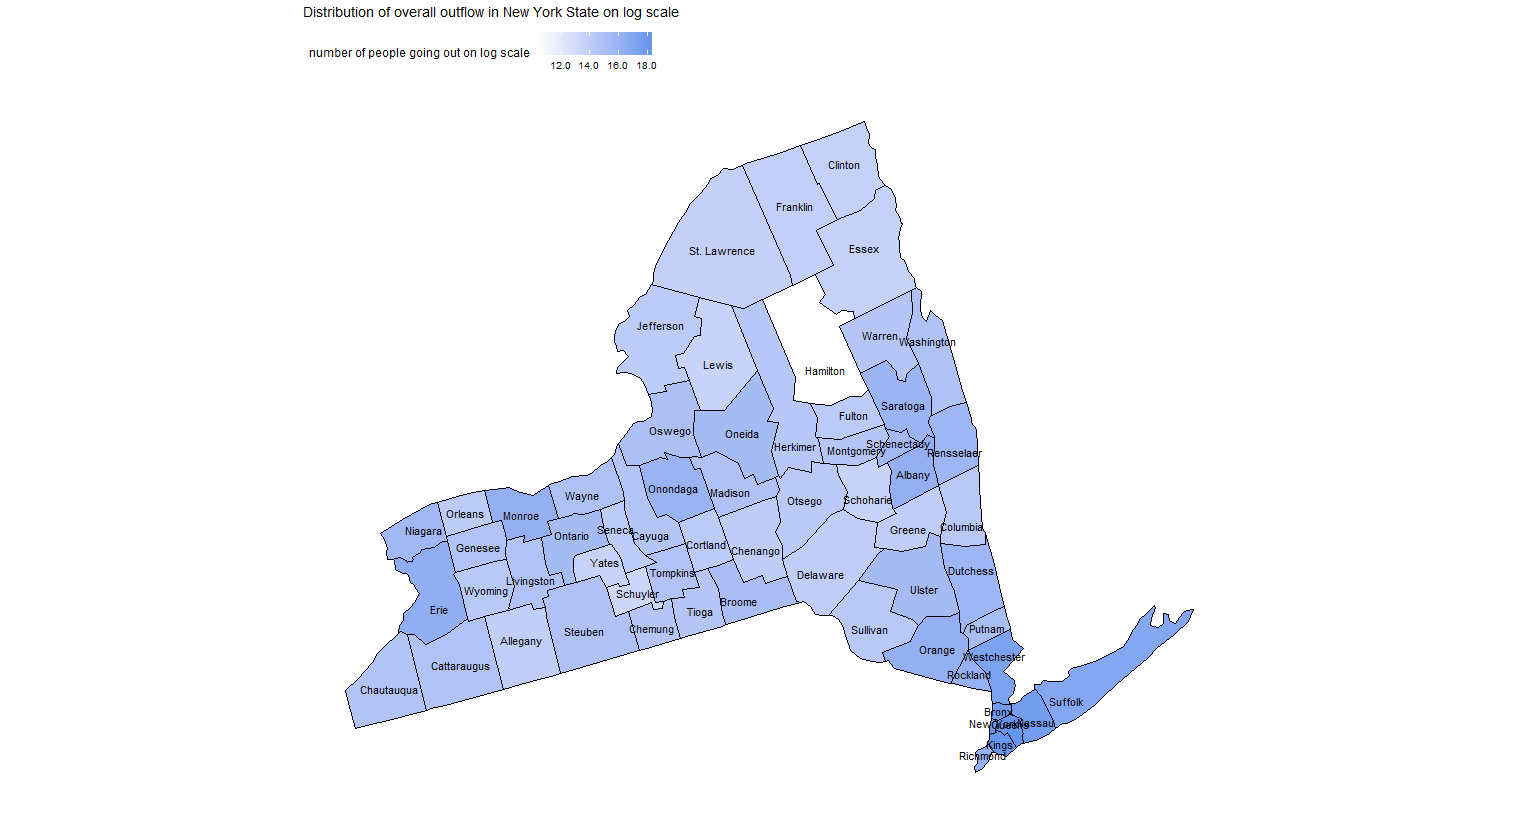 Distribution of overall outflow in New York State on log scale
number of people going out on log scale
12.0 14.0 16.0 18.0
Clinton
Franklin
St. Lawrence
Essex
Jefferson
Warren
Washington
Lewis
Hamilton
Saratoga
Fulton
Oswego
Oneida
Herkimer
Schenectady
Montgomery
Rensselaer
Albany
Onondaga
Madison
Wayne
Otsego
Schoharie
Orleans
Monroe
Niagara
Seneca
Greene
Columbia
Ontario
Cayuga
Cortland
Genesee
Chenango
Yates
Tompkins
Delaware
Dutchess
Livingston
Wyoming
Schuyler
Ulster
Broome
Erie
Tioga
Chemung
Steuben
Sullivan
Putnam
Allegany
Orange
Westchester
Cattaraugus
Rockland
Chautauqua
Suffolk
Bronx
New York
Queens
Nassau
Kings
Richmond